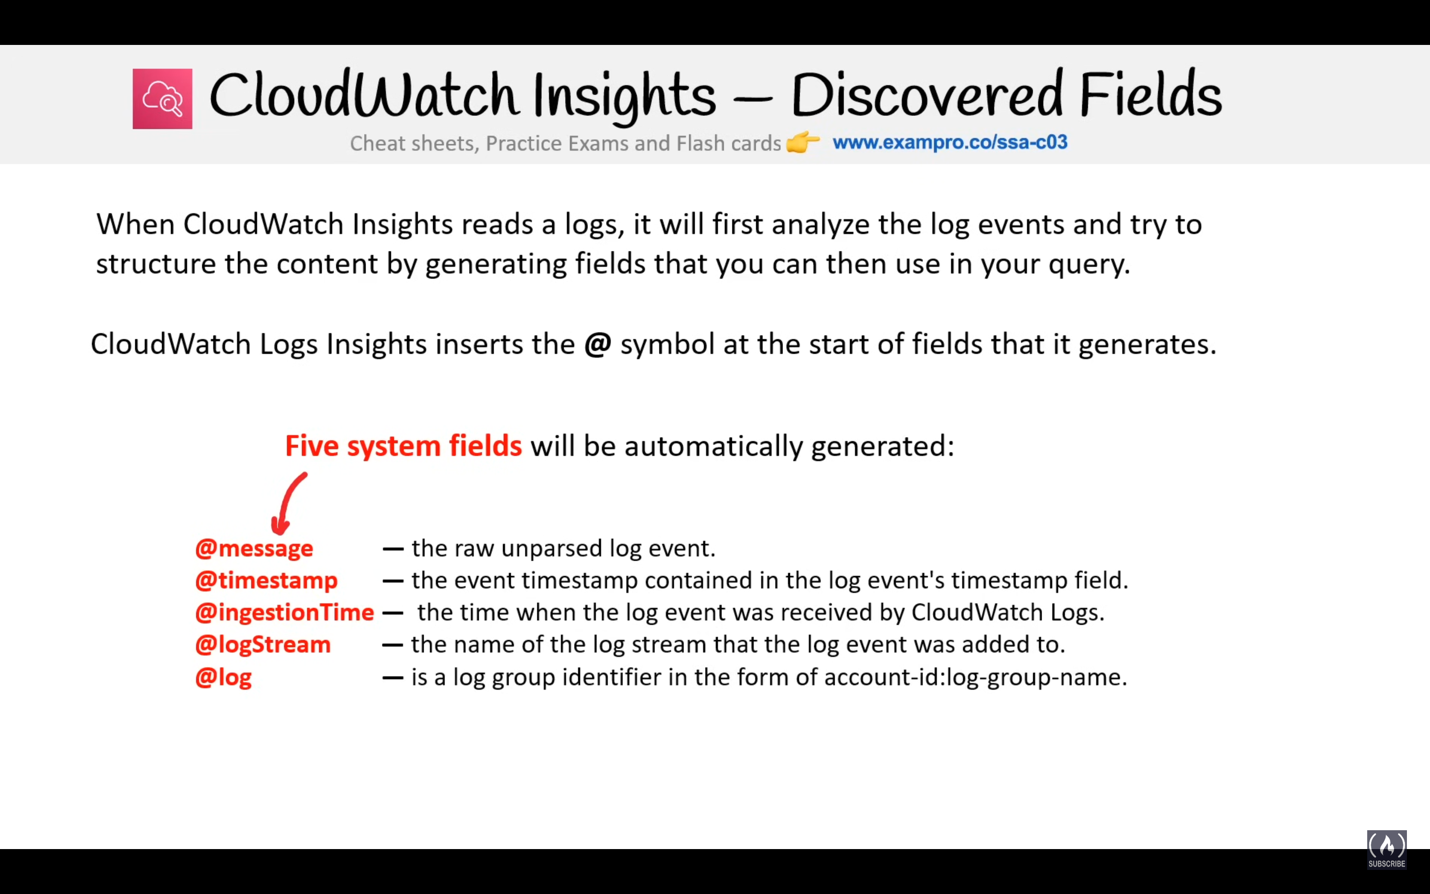 CloudWatch Insights — Discovered Fields
Cheat sheets, Practice Exams and Flash cards 👉 www.exampro.co/ssa-c03
When CloudWatch Insights reads a logs, it will first analyze the log events and try to
structure the content by generating fields that you can then use in your query.
CloudWatch Logs Insights inserts the @ symbol at the start of fields that it generates.
Five system fields will be automatically generated:
@message — the raw unparsed log event.
@timestamp — the event timestamp contained in the log event's timestamp field.
@ingestionTime — the time when the log event was received by CloudWatch Logs.
@logStream — the name of the log stream that the log event was added to.
@log — is a log group identifier in the form of account-id:log-group-name.
SUBSCRIBE